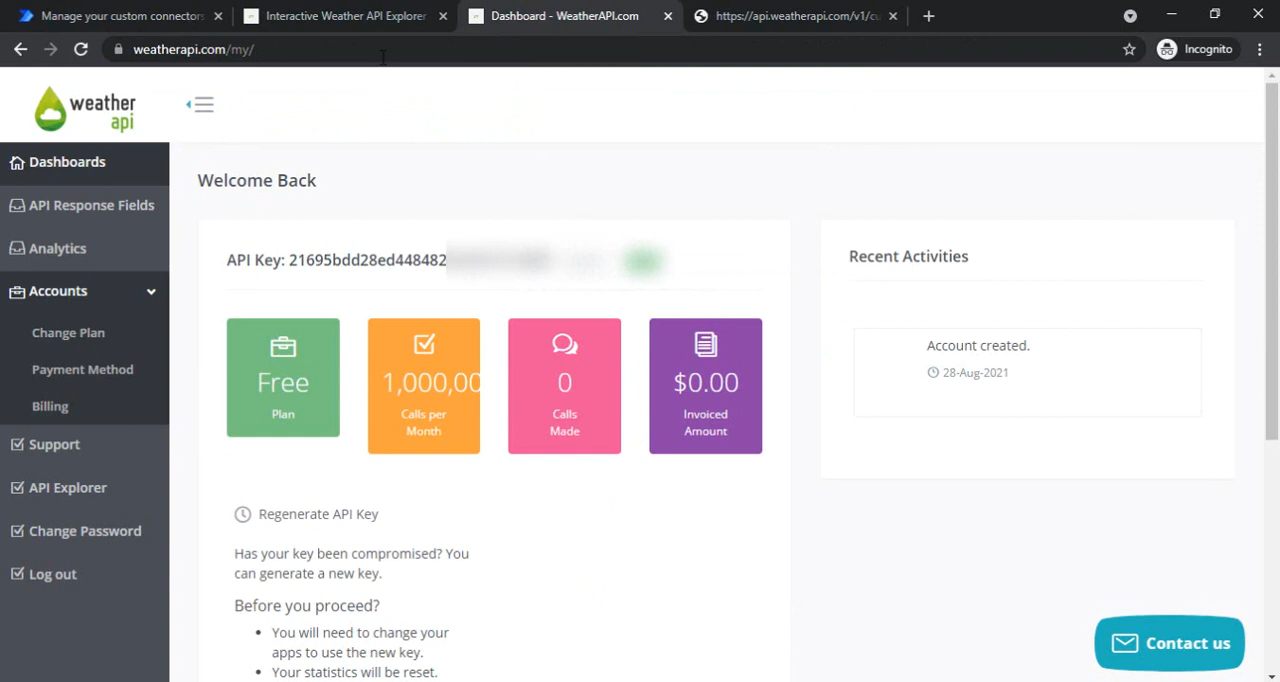 Manage your custom connectors
Interactive Weather API Explorer
Dashboard - WeatherAPI.com
https://api.weatherapi.com/v1/cu
weatherapi.com/my/
Incognito
weather
api
Dashboards
API Response Fields
Analytics
Accounts
Change Plan
Payment Method
Billing
Support
API Explorer
Change Password
Log out
Welcome Back
API Key: 21695bdd28ed448482
Free
Plan
1,000,00
Calls per
Month
0
Calls
Made
$0.00
Invoiced
Amount
Regenerate API Key
Has your key been compromised? You
can generate a new key.
Before you proceed?
• You will need to change your
apps to use the new key.
• Your statistics will be reset.
Recent Activities
Account created.
28-Aug-2021
Contact us